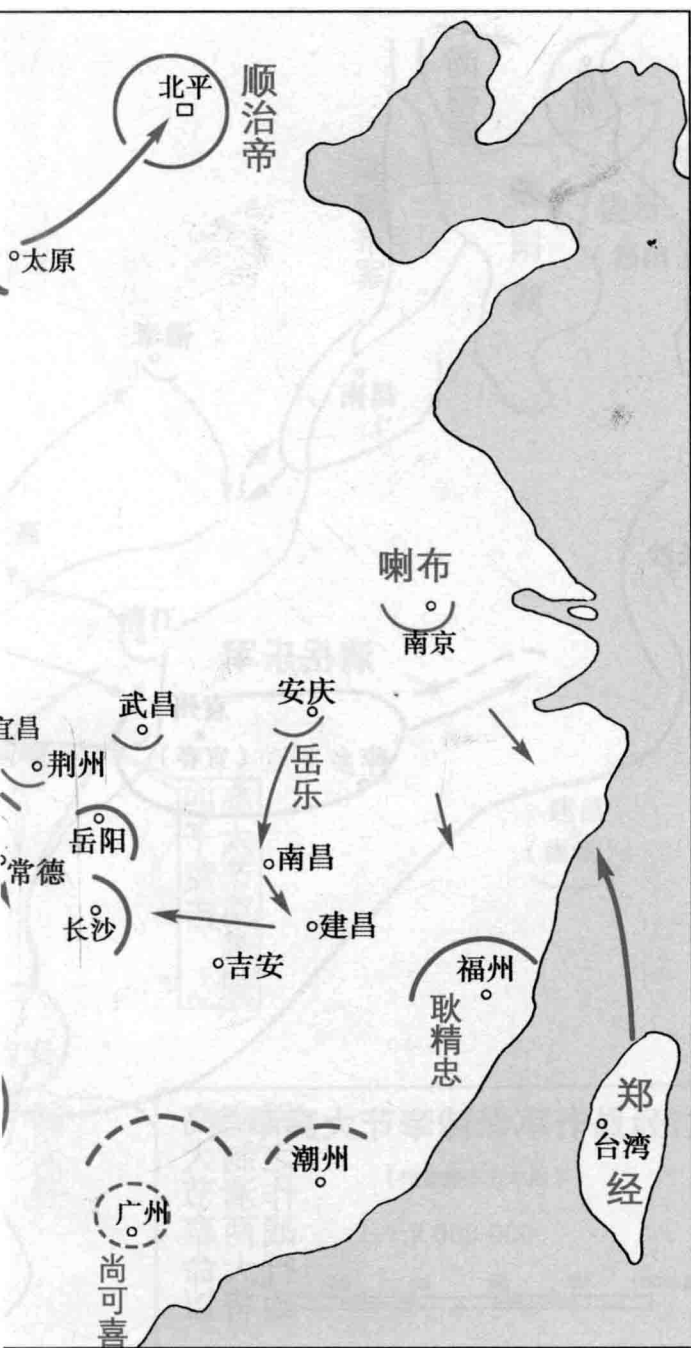 北平
顺治帝
太原
喇布
南京
安庆
岳乐
武昌
宜昌
荆州
岳阳
南昌
常德
长沙
建昌
吉安
福州
耿精忠
郑经
台湾
潮州
广州
尚可喜